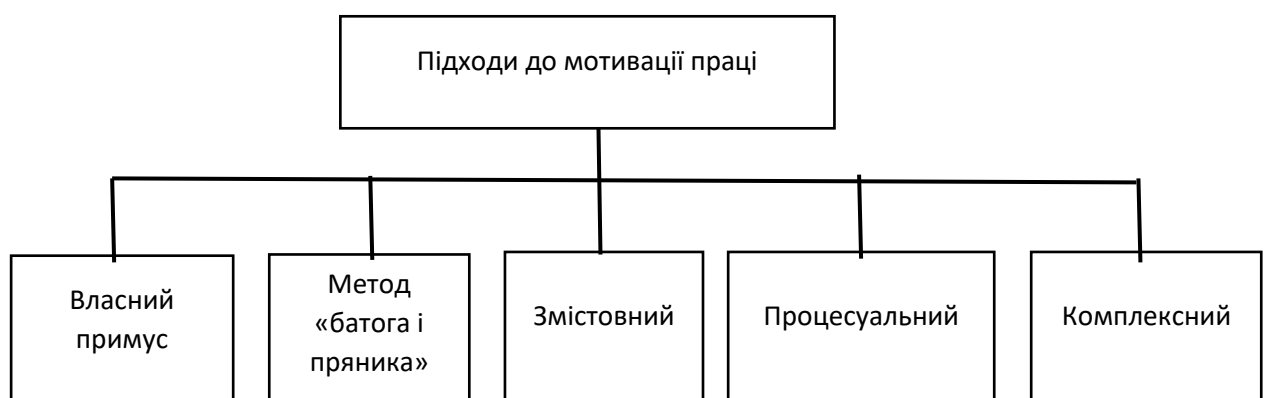 Підходи до мотивації праці
Власний
примус
Метод
«батога і
пряника»
Змістовний
Процесуальний
Комплексний